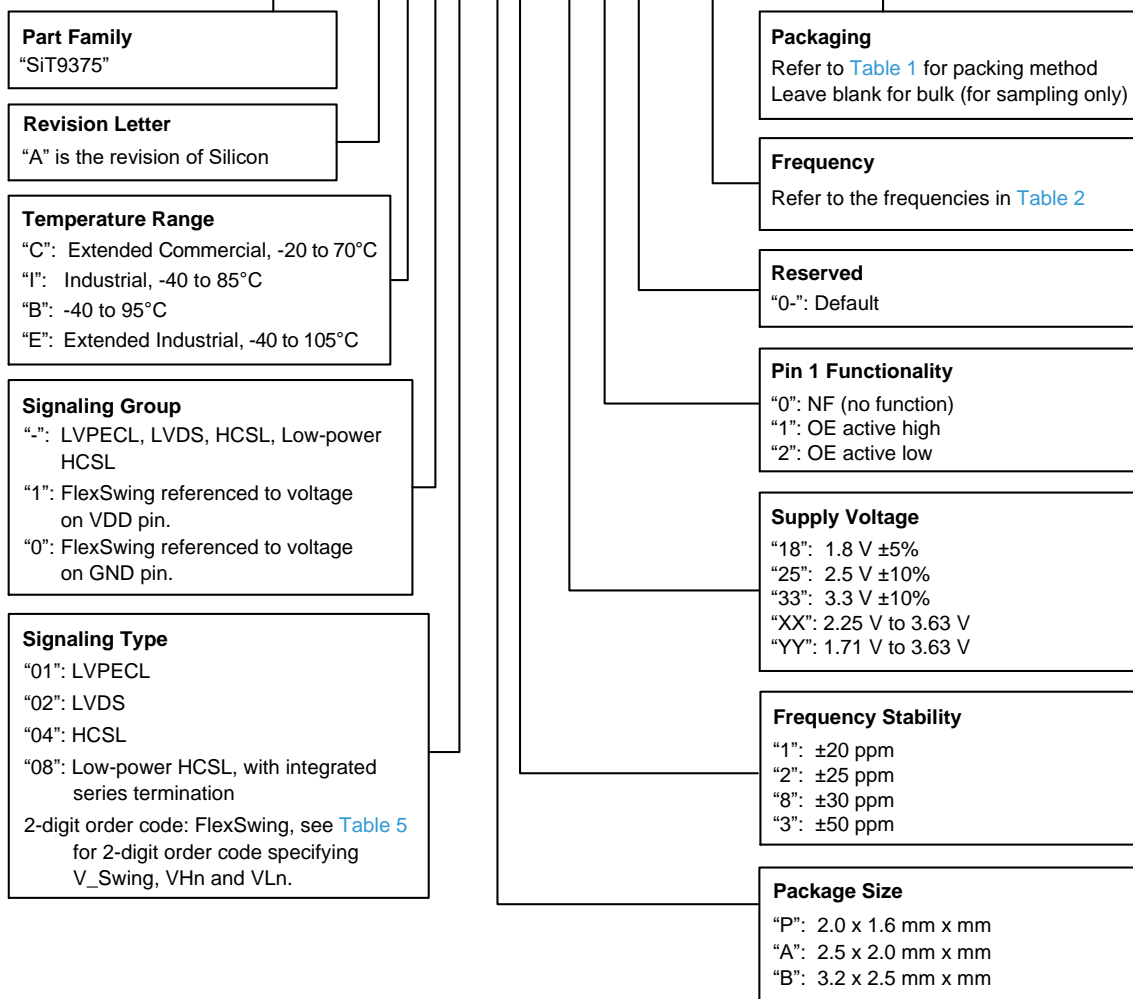 Part Family
“SiT9375”
Revision Letter
“A” is the revision of Silicon
Temperature Range
“C”: Extended Commercial, -20 to 70°C
“I”: Industrial, -40 to 85°C
“B”: -40 to 95°C
“E”: Extended Industrial, -40 to 105°C
Signaling Group
“-”: LVPECL, LVDS, HCSL, Low-power
HCSL
“1”: FlexSwing referenced to voltage
on VDD pin.
“0”: FlexSwing referenced to voltage
on GND pin.
Signaling Type
“01”: LVPECL
“02”: LVDS
“04”: HCSL
“08”: Low-power HCSL, with integrated
series termination
2-digit order code: FlexSwing, see Table 5
for 2-digit order code specifying
V_Swing, VHn and VLn.
Packaging
Refer to Table 1 for packing method
Leave blank for bulk (for sampling only)
Frequency
Refer to the frequencies in Table 2
Reserved
“0-”: Default
Pin 1 Functionality
“0”: NF (no function)
“1”: OE active high
“2”: OE active low
Supply Voltage
“18”: 1.8 V ±5%
“25”: 2.5 V ±10%
“33”: 3.3 V ±10%
“XX”: 2.25 V to 3.63 V
“YY”: 1.71 V to 3.63 V
Frequency Stability
“1”: ±20 ppm
“2”: ±25 ppm
“8”: ±30 ppm
“3”: ±50 ppm
Package Size
“P”: 2.0 x 1.6 mm x mm
“A”: 2.5 x 2.0 mm x mm
“B”: 3.2 x 2.5 mm x mm